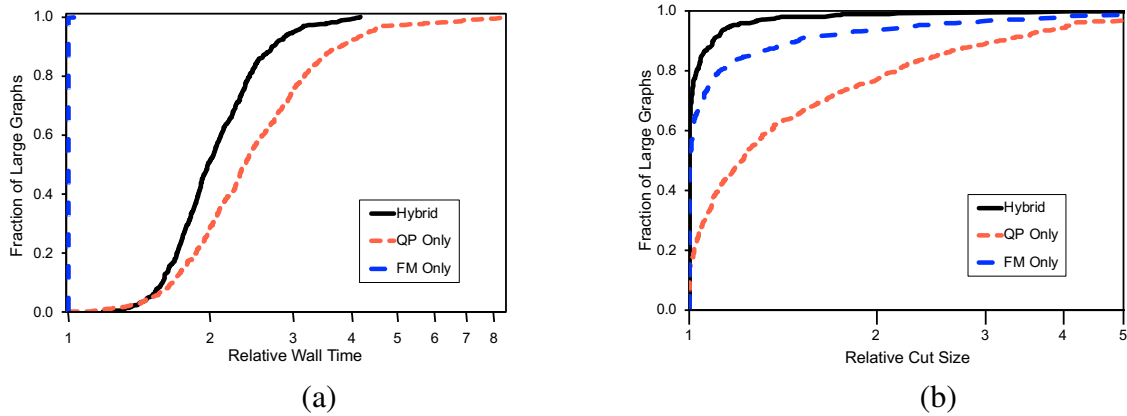 Fraction of Large Graphs
1.0
0.8
0.6
0.4
0.2
0.0
Hybrid
QP Only
FM Only
1 2 3 4 5 6 7 8
Relative Wall Time
(a)
Fraction of Large Graphs
1.0
0.8
0.6
0.4
0.2
0.0
Hybrid
QP Only
FM Only
1 2 3 4 5
Relative Cut Size
(b)